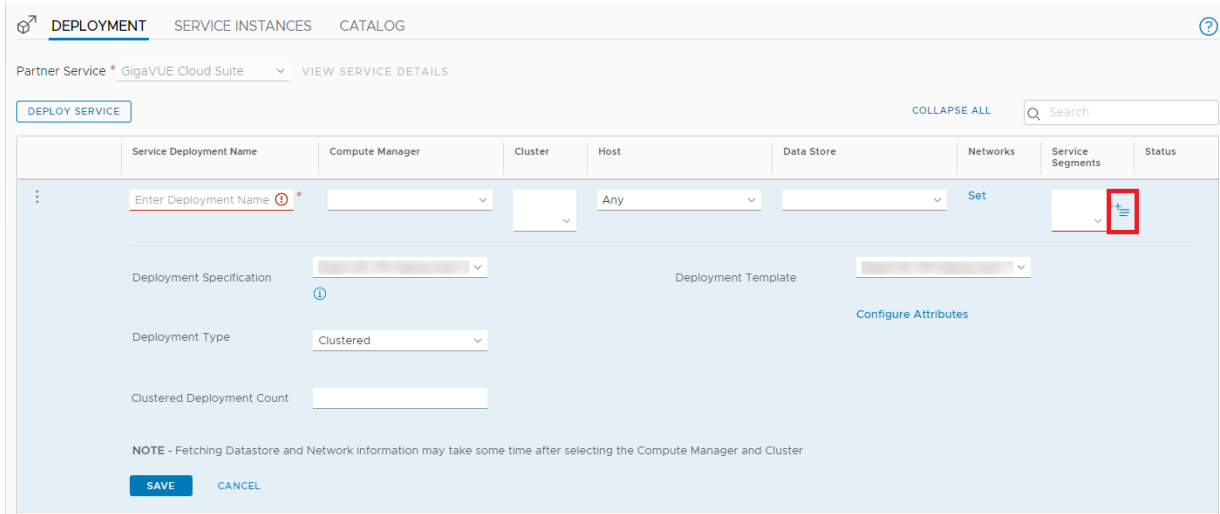 DEPLOYMENT SERVICE INSTANCES CATALOG
Partner Service * GigaVUE Cloud Suite VIEW SERVICE DETAILS
DEPLOY SERVICE COLLAPSE ALL Search
Service Deployment Name Compute Manager Cluster Host Data Store Networks Service Segments Status
Enter Deployment Name * Any Set
Deployment Specification Deployment Template
Configure Attributes
Deployment Type Clustered
Clustered Deployment Count
NOTE - Fetching Datastore and Network information may take some time after selecting the Compute Manager and Cluster
SAVE CANCEL